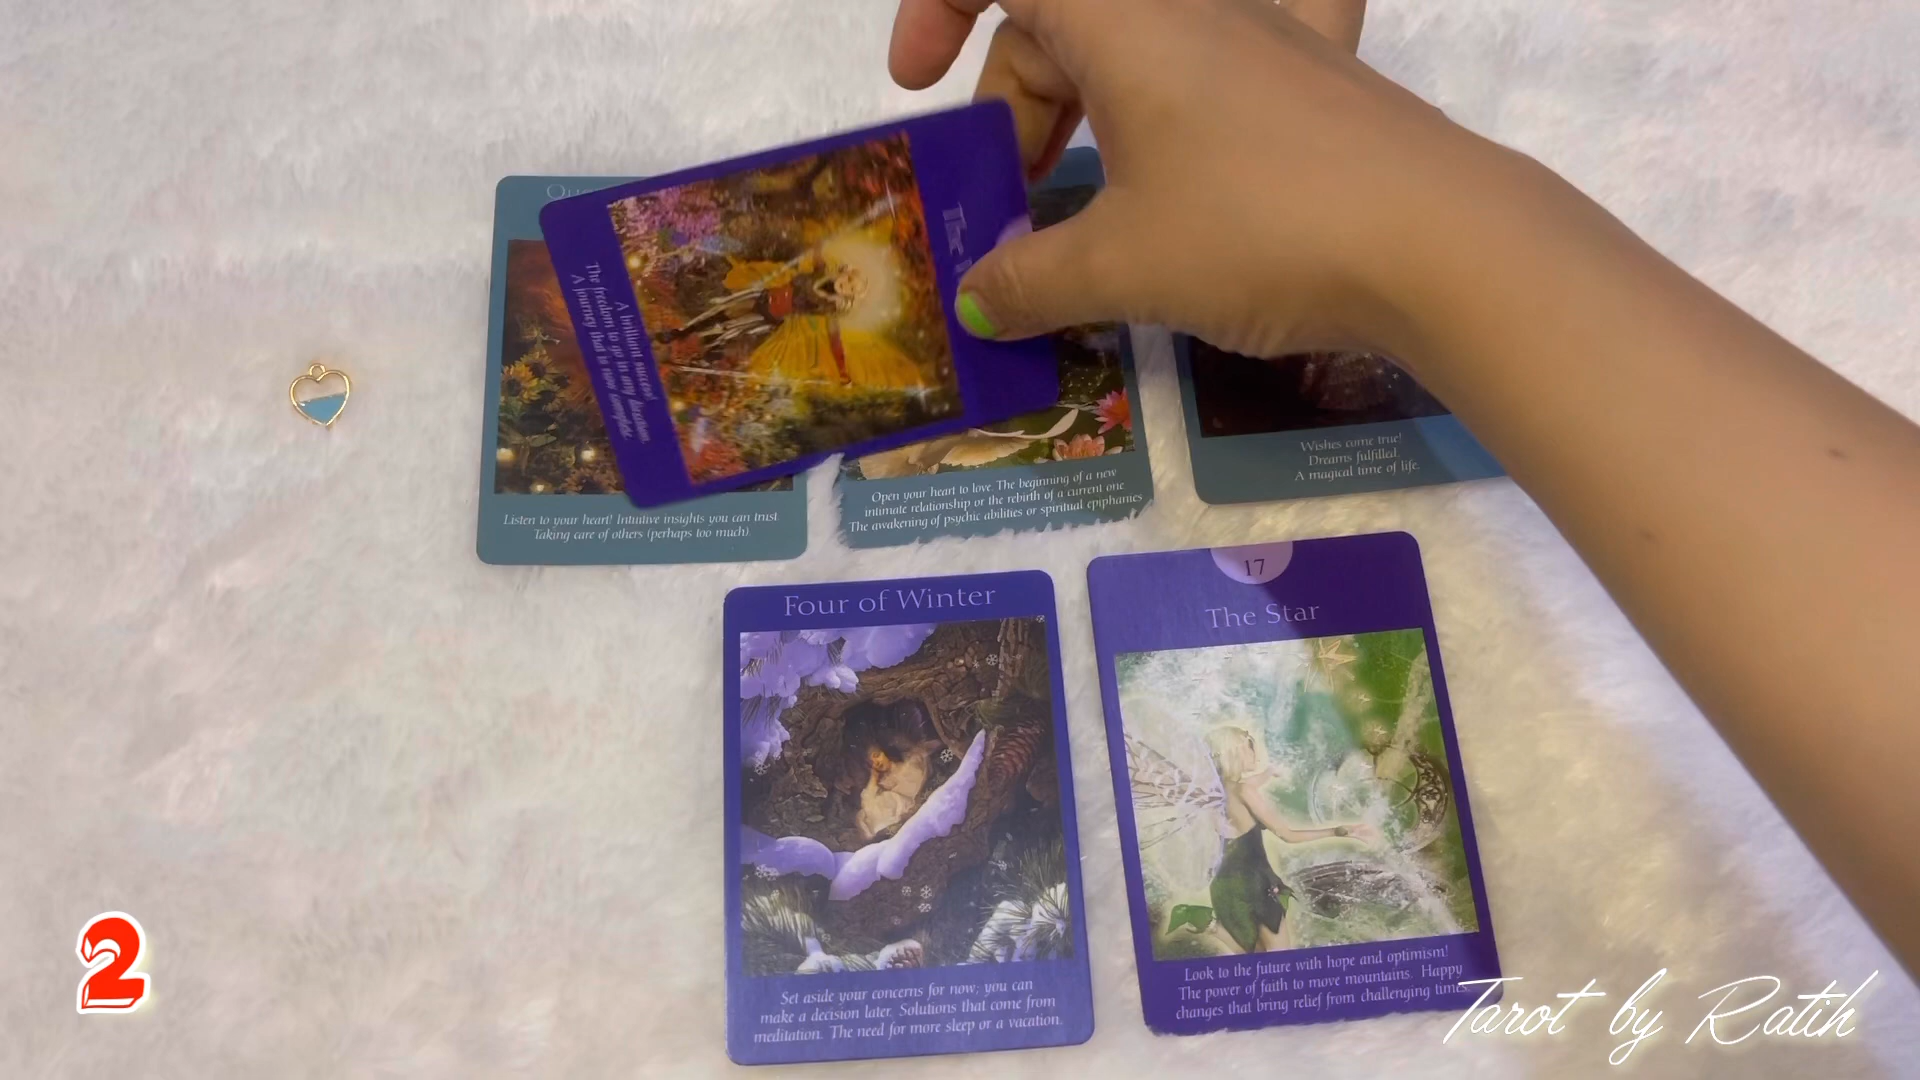 The
A brilliant success!
The freedom to go in any direction.
A journey that is now complete.
Listen to your heart! Intuitive insights you can trust.
Taking care of others (perhaps too much).
Open your heart to love. The beginning of a new
intimate relationship or the rebirth of a current one
The awakening of psychic abilities or spiritual epiphanies
Wishes come true!
Dreams fulfilled.
A magical time of life.
Four of Winter
Set aside your concerns for now; you can
make a decision later. Solutions that come from
meditation. The need for more sleep or a vacation.
17
The Star
Look to the future with hope and optimism!
The power of faith to move mountains. Happy
changes that bring relief from challenging times.
2
Tarot by Ratih